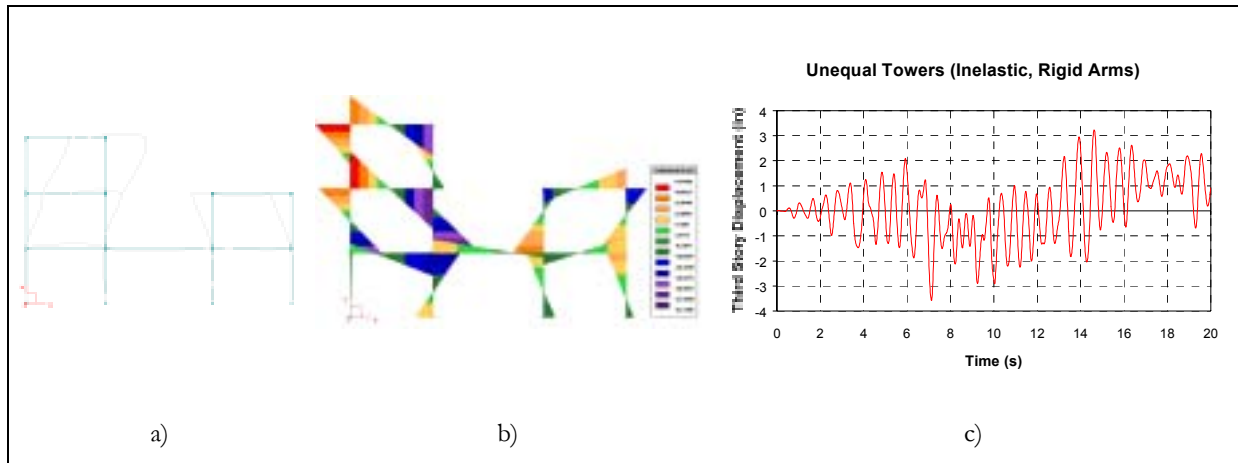 Unequal Towers (Inelastic, Rigid Arms)
Third Story Displacement (in)
4
3
2
1
0
-1
-2
-3
-4
0 2 4 6 8 10 12 14 16 18 20
Time (s)
a) b) c)